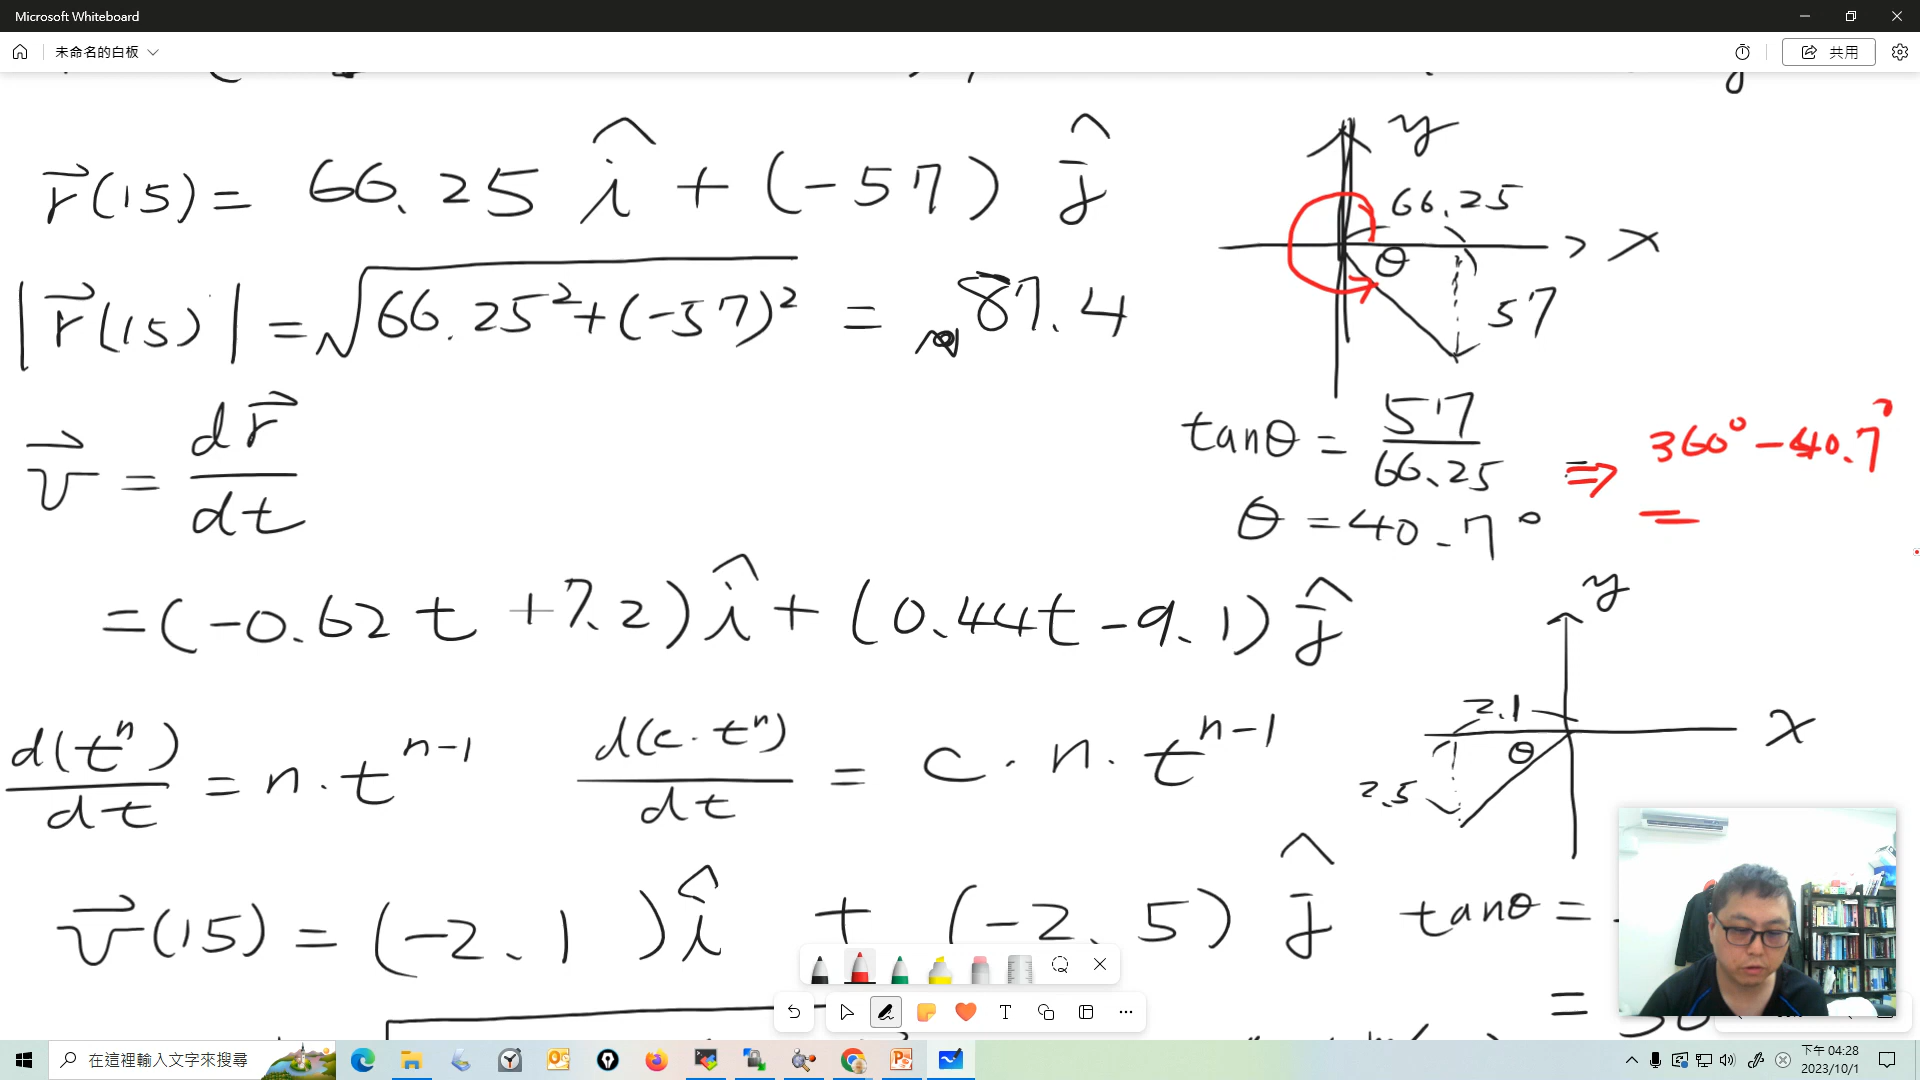 Microsoft Whiteboard
未命名的白板
共用
y
r(15) = 66.25 î + (-57) ĵ
66.25
x
θ
57
|r(15)| = √66.25²+(-57)² = 87.4
v = dr/dt
tanθ = 57/66.25 ⇒ 360° - 40.7°
θ = 40.7°
=
= (-0.62t + 7.2) î + (0.44t - 9.1) ĵ
y
2.1
x
θ
2.5
d(tⁿ)/dt = n·tⁿ⁻¹
d(c·tⁿ)/dt = c·n·tⁿ⁻¹
v(15) = (-2.1) î + (-2.5) ĵ
tanθ =
=
在這裡輸入文字來搜尋
下午 04:28
2023/10/1